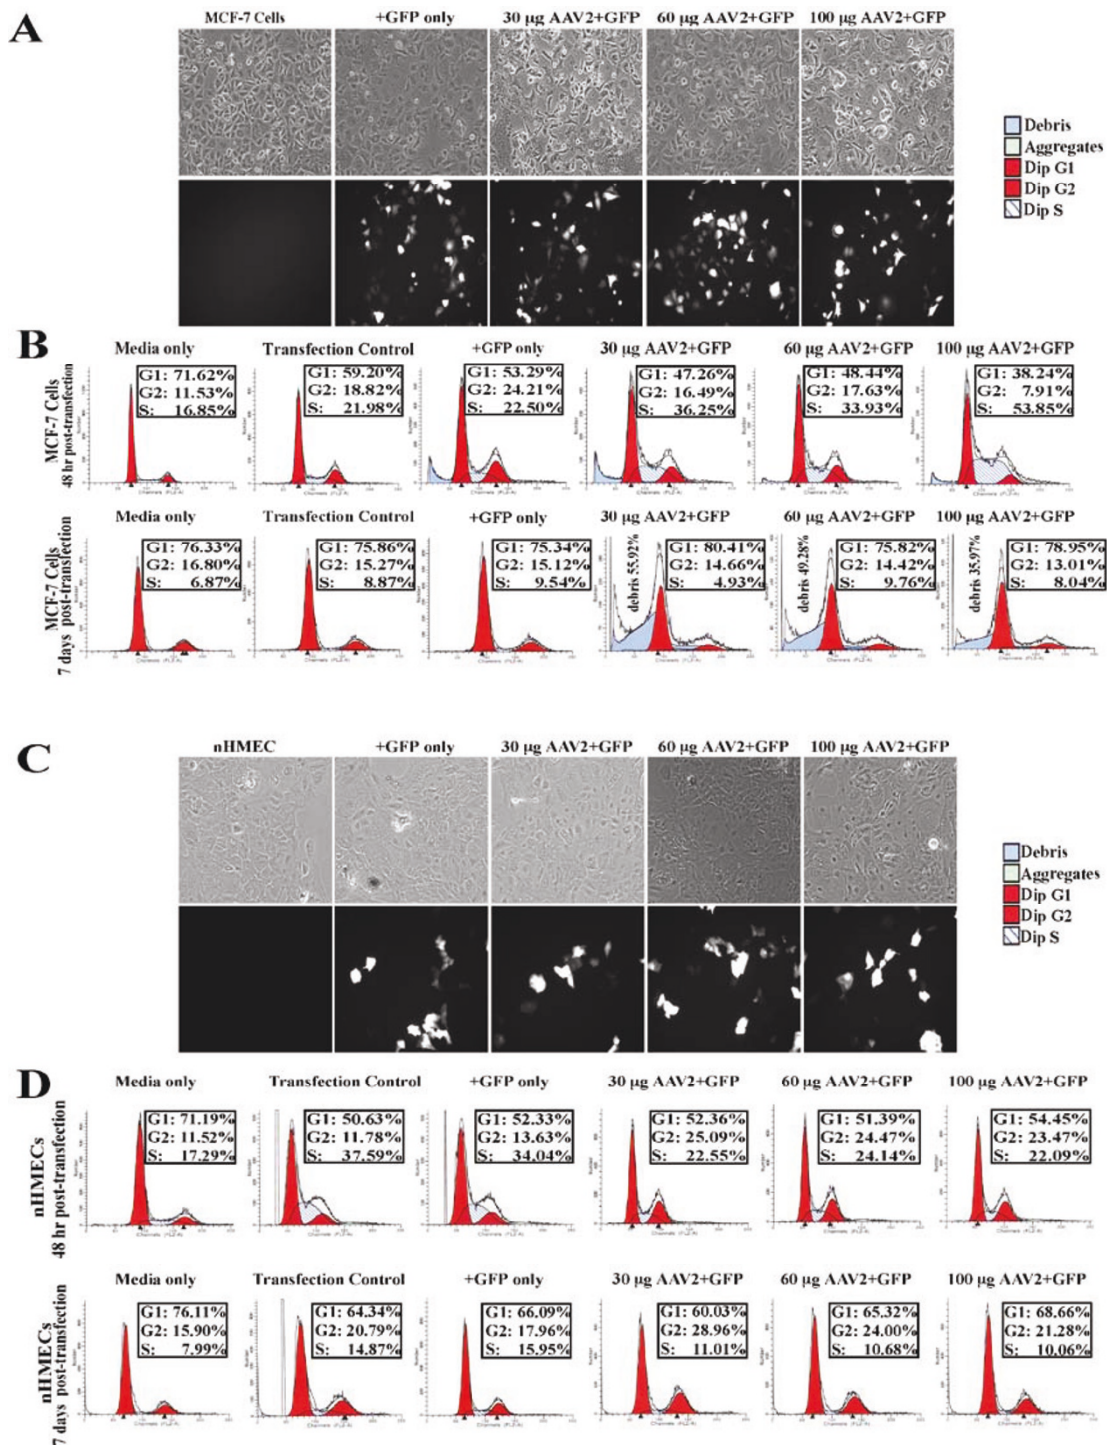 A
MCF-7 Cells +GFP only 30 µg AAV2+GFP 60 µg AAV2+GFP 100 µg AAV2+GFP
Debris
Aggregates
Dip G1
Dip G2
Dip S
B
Media only Transfection Control +GFP only 30 µg AAV2+GFP 60 µg AAV2+GFP 100 µg AAV2+GFP
MCF-7 Cells
48 hr post-transfection
G1: 71.62% G1: 59.20% G1: 53.29% G1: 47.26% G1: 48.44% G1: 38.24%
G2: 11.53% G2: 18.82% G2: 24.21% G2: 16.49% G2: 17.63% G2: 7.91%
S: 16.85% S: 21.98% S: 22.50% S: 36.25% S: 33.93% S: 53.85%
Number
Channels (FL2-A)
Media only Transfection Control +GFP only 30 µg AAV2+GFP 60 µg AAV2+GFP 100 µg AAV2+GFP
MCF-7 Cells
7 days post-transfection
debris 55.92% debris 49.28% debris 35.97%
G1: 76.33% G1: 75.86% G1: 75.34% G1: 80.41% G1: 75.82% G1: 78.95%
G2: 16.80% G2: 15.27% G2: 15.12% G2: 14.66% G2: 14.42% G2: 13.01%
S: 6.87% S: 8.87% S: 9.54% S: 4.93% S: 9.76% S: 8.04%
C
nHMEC +GFP only 30 µg AAV2+GFP 60 µg AAV2+GFP 100 µg AAV2+GFP
Debris
Aggregates
Dip G1
Dip G2
Dip S
D
Media only Transfection Control +GFP only 30 µg AAV2+GFP 60 µg AAV2+GFP 100 µg AAV2+GFP
nHMECs
48 hr post-transfection
G1: 71.19% G1: 50.63% G1: 52.33% G1: 52.36% G1: 51.39% G1: 54.45%
G2: 11.52% G2: 11.78% G2: 13.63% G2: 25.09% G2: 24.47% G2: 23.47%
S: 17.29% S: 37.59% S: 34.04% S: 22.55% S: 24.14% S: 22.09%
Media only Transfection Control +GFP only 30 µg AAV2+GFP 60 µg AAV2+GFP 100 µg AAV2+GFP
nHMECs
7 days post-transfection
G1: 76.11% G1: 64.34% G1: 66.09% G1: 60.03% G1: 65.32% G1: 68.66%
G2: 15.90% G2: 20.79% G2: 17.96% G2: 28.96% G2: 24.00% G2: 21.28%
S: 7.99% S: 14.87% S: 15.95% S: 11.01% S: 10.68% S: 10.06%